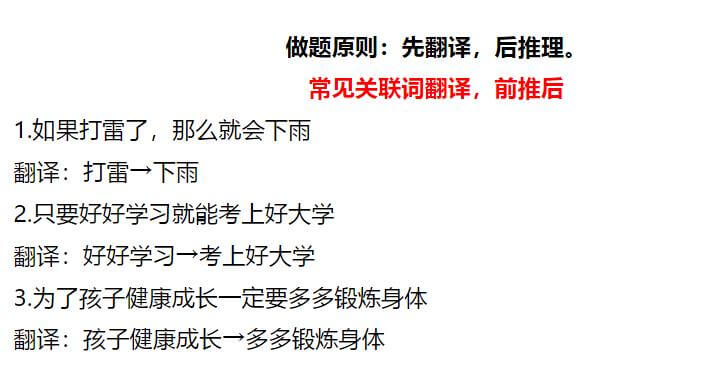 做题原则：先翻译，后推理。
常见关联词翻译，前推后
1.如果打雷了，那么就会下雨
翻译：打雷→下雨
2.只要好好学习就能考上好大学
翻译：好好学习→考上好大学
3.为了孩子健康成长一定要多多锻炼身体
翻译：孩子健康成长→多多锻炼身体